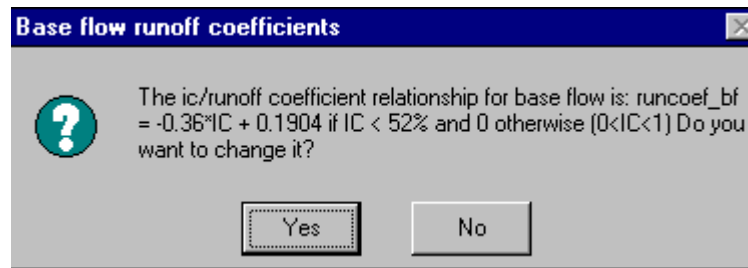 Base flow runoff coefficients
The ic/runoff coefficient relationship for base flow is: runcoef_bf
= -0.36*IC + 0.1904 if IC < 52% and 0 otherwise (0<IC<1) Do you
want to change it?
Yes No